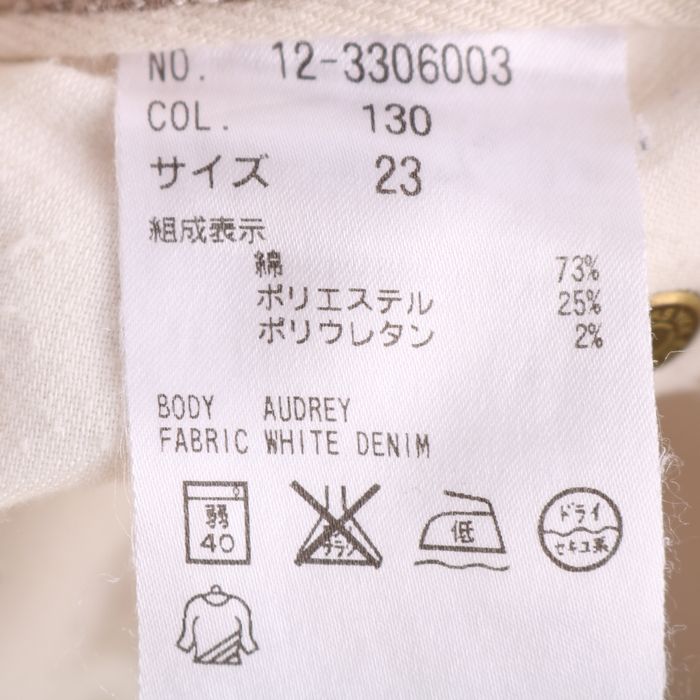 NO. 12-3306003
COL. 130
サイズ 23
組成表示
綿 73%
ポリエステル 25%
ポリウレタン 2%
BODY AUDREY
FABRIC WHITE DENIM
弱 40
低
ドライ
セキユ系